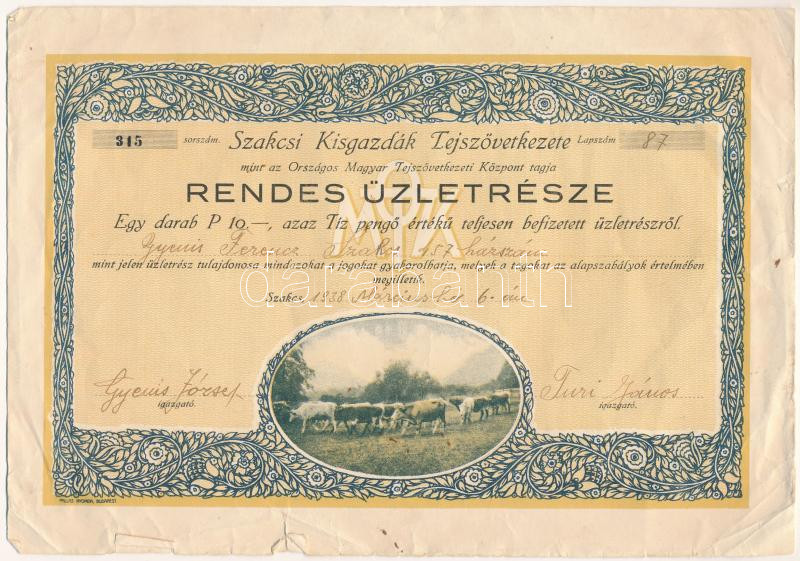 315 sorszám. Szakcsi Kisgazdák Tejszövetkezete Lapszám 87
mint az Országos Magyar Tejszövetkezeti Központ tagja
RENDES ÜZLETRÉSZE
Egy darab P 10.—, azaz Tíz pengő értékű teljesen befizetett üzletrészről.
Gyenis Ferencz Szakcs 157 házszám
mint jelen üzletrész tulajdonosa mindazokat a jogokat gyakorolhatja, melyek a tagokat az alapszabályok értelmében
megilletik.
darabanth
Szakcs, 1938 Március hó 6.-án
Gyenis József
igazgató.
Turi János
igazgató.